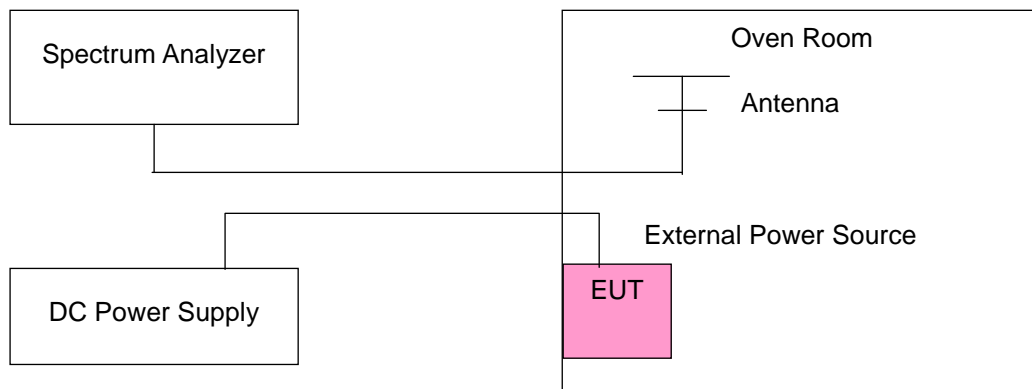 Spectrum Analyzer
Oven Room
Antenna
External Power Source
EUT
DC Power Supply